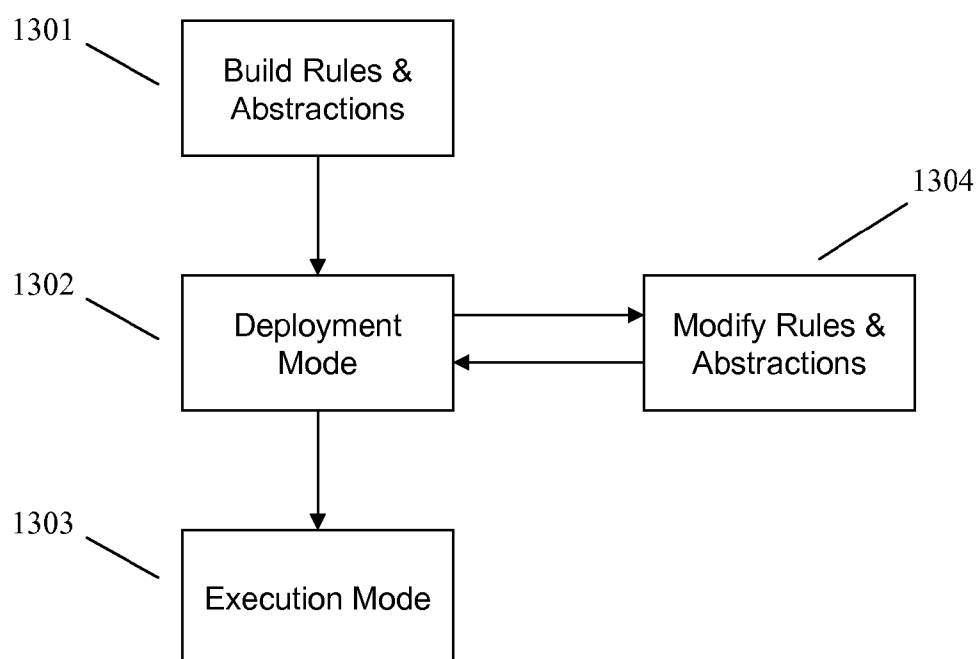 1301
Build Rules &
Abstractions
1304
1302
Deployment
Mode
Modify Rules &
Abstractions
1303
Execution Mode